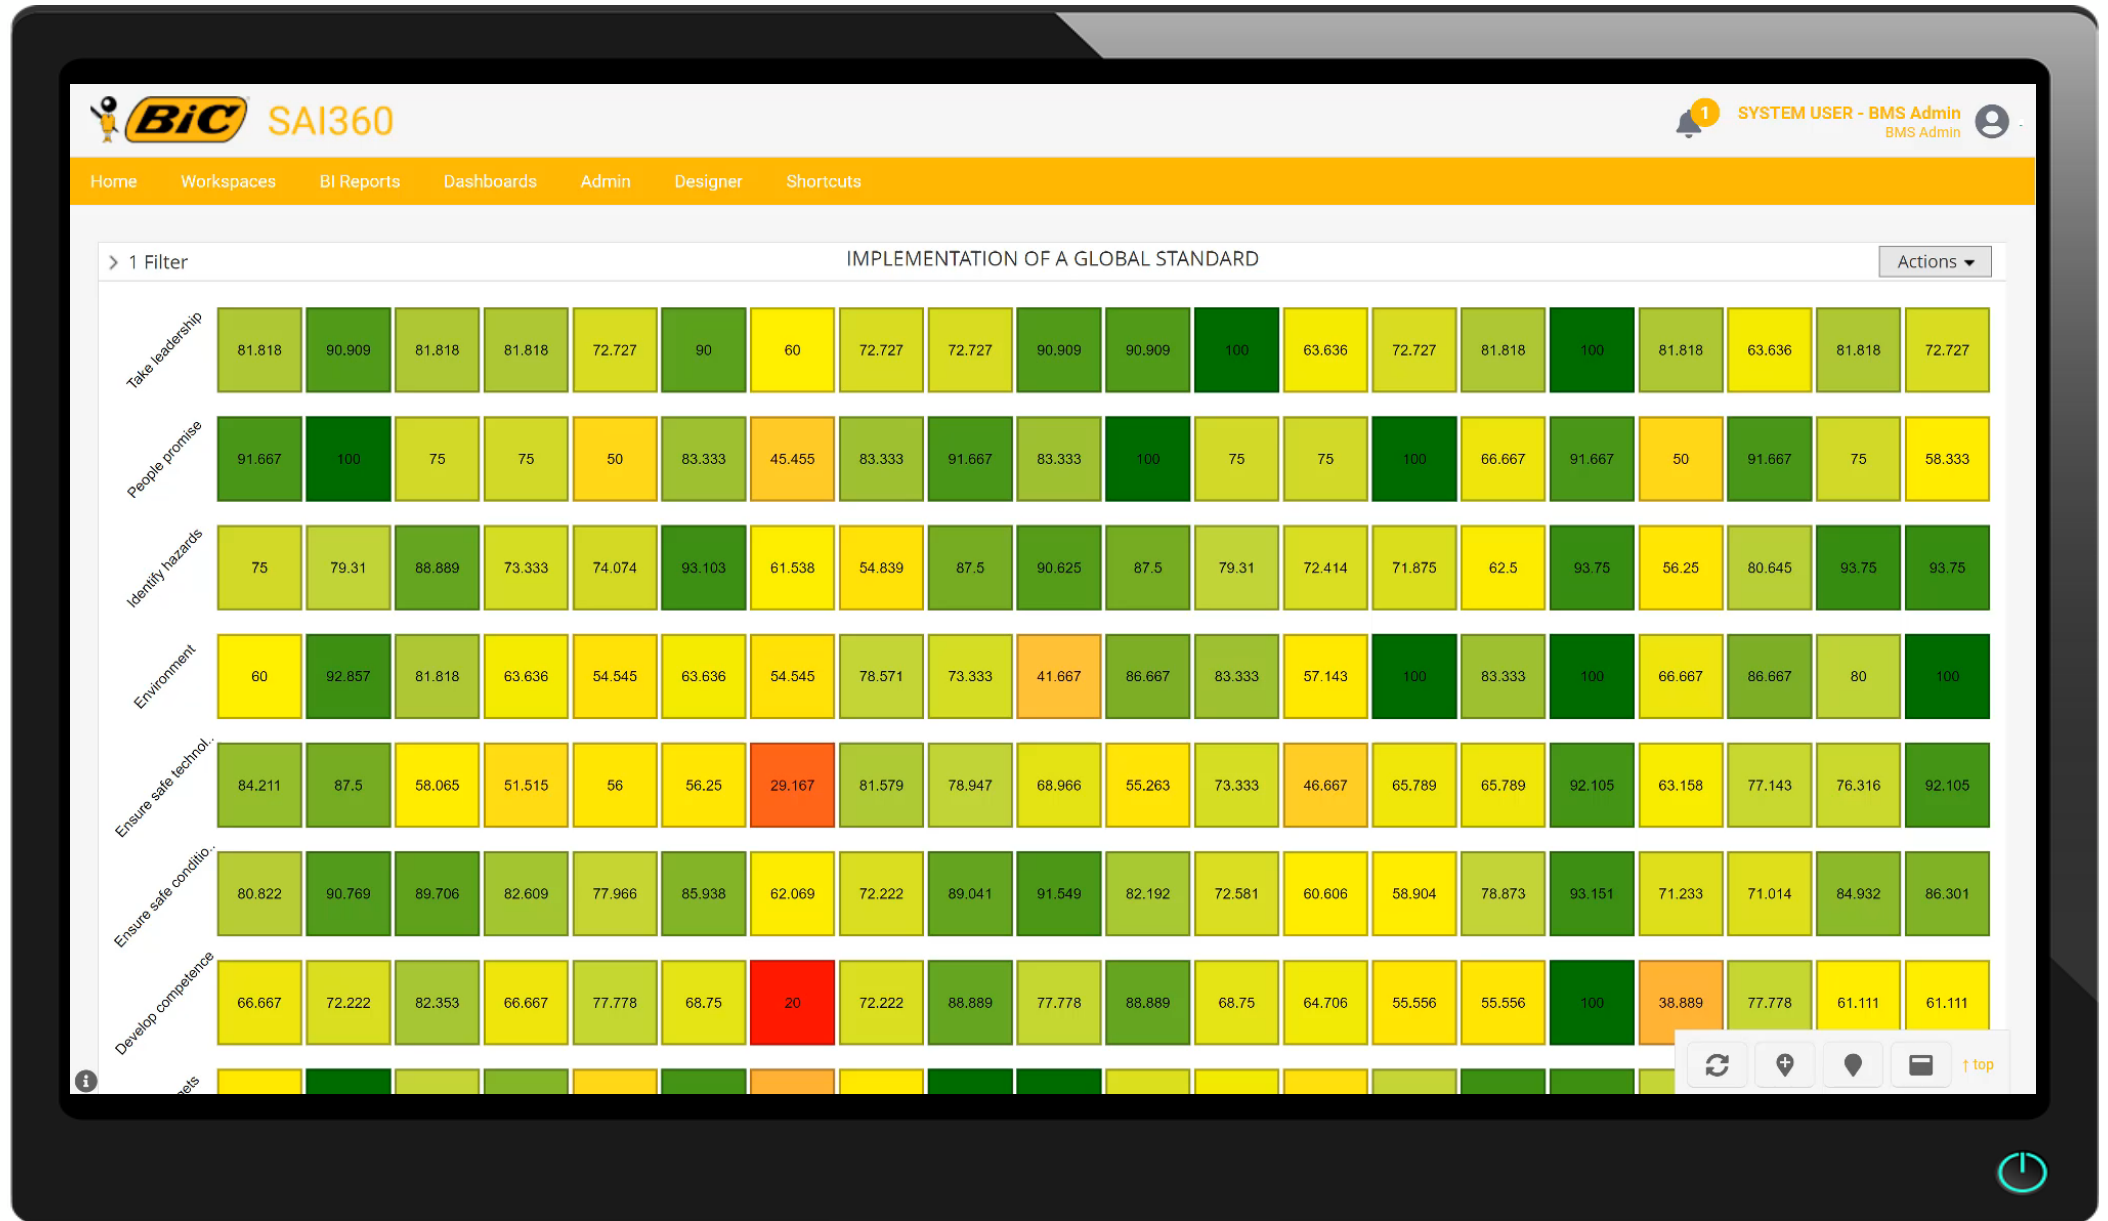 BiC SAI360
1
SYSTEM USER - BMS Admin
BMS Admin
Home Workspaces BI Reports Dashboards Admin Designer Shortcuts
1 Filter
IMPLEMENTATION OF A GLOBAL STANDARD
Actions
Take leadership 81.818 90.909 81.818 81.818 72.727 90 60 72.727 72.727 90.909 90.909 100 63.636 72.727 81.818 100 81.818 63.636 81.818 72.727
People promise 91.667 100 75 75 50 83.333 45.455 83.333 91.667 83.333 100 75 75 100 66.667 91.667 50 91.667 75 58.333
Identify hazards 75 79.31 88.889 73.333 74.074 93.103 61.538 54.839 87.5 90.625 87.5 79.31 72.414 71.875 62.5 93.75 56.25 80.645 93.75 93.75
Environment 60 92.857 81.818 63.636 54.545 63.636 54.545 78.571 73.333 41.667 86.667 83.333 57.143 100 83.333 100 66.667 86.667 80 100
Ensure safe technol.. 84.211 87.5 58.065 51.515 56 56.25 29.167 81.579 78.947 68.966 55.263 73.333 46.667 65.789 65.789 92.105 63.158 77.143 76.316 92.105
Ensure safe conditio.. 80.822 90.769 89.706 82.609 77.966 85.938 62.069 72.222 89.041 91.549 82.192 72.581 60.606 58.904 78.873 93.151 71.233 71.014 84.932 86.301
Develop competence 66.667 72.222 82.353 66.667 77.778 68.75 20 72.222 88.889 77.778 88.889 68.75 64.706 55.556 55.556 100 38.889 77.778 61.111 61.111
↑ top